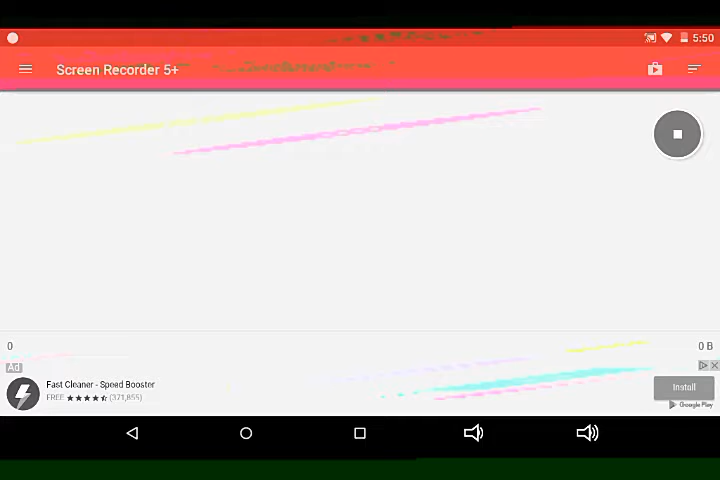 5:50
Screen Recorder 5+
0
0 B
Ad
Fast Cleaner - Speed Booster
FREE (371,855)
Install
Google Play